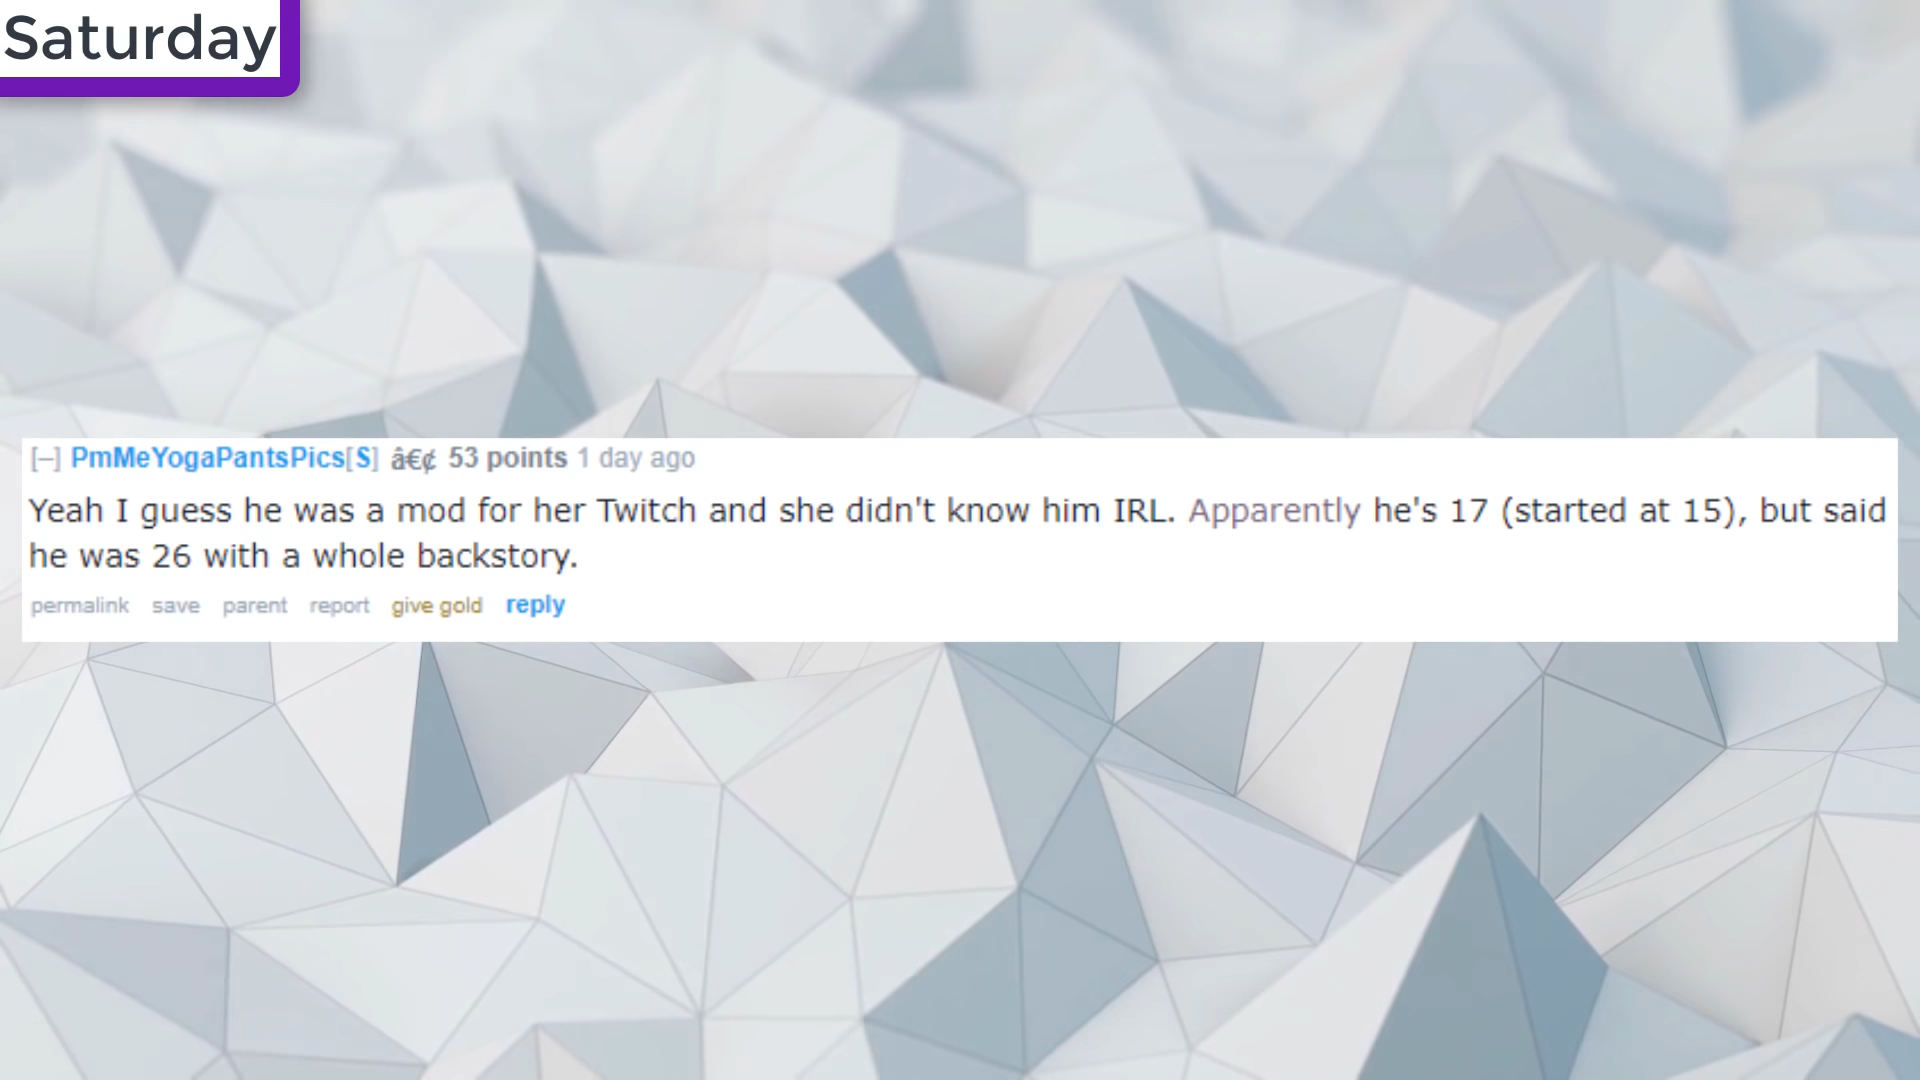 Saturday
[–] PmMeYogaPantsPics[S] â€¢ 53 points 1 day ago
Yeah I guess he was a mod for her Twitch and she didn't know him IRL. Apparently he's 17 (started at 15), but said
he was 26 with a whole backstory.
permalink save parent report give gold reply